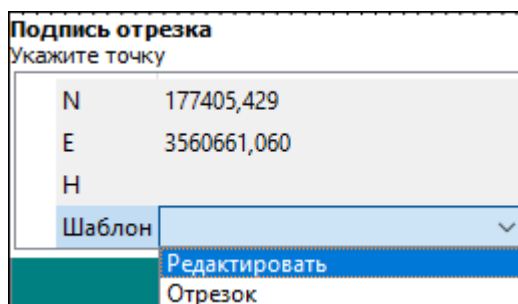 Подпись отрезка
Укажите точку
N 177405,429
E 3560661,060
H
Шаблон
Редактировать
Отрезок